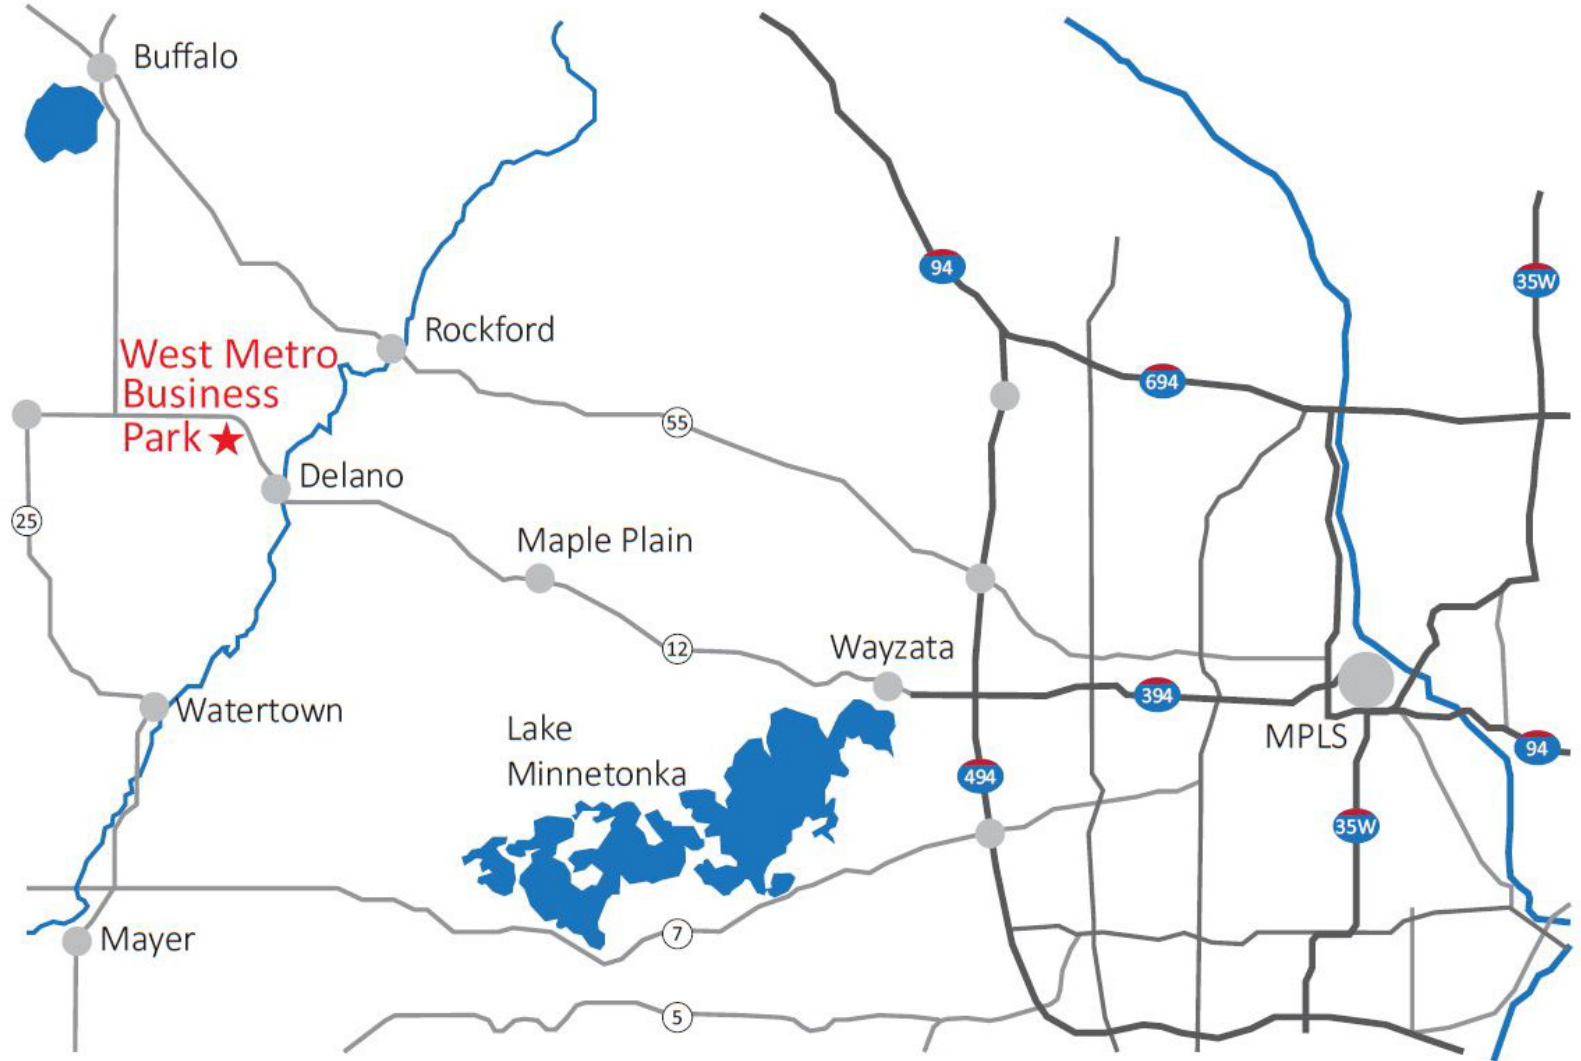 Buffalo
94
35W
Rockford
West Metro
Business
Park
694
55
Delano
25
Maple Plain
12
Wayzata
394
Watertown
Lake
Minnetonka
MPLS
94
494
35W
7
Mayer
5